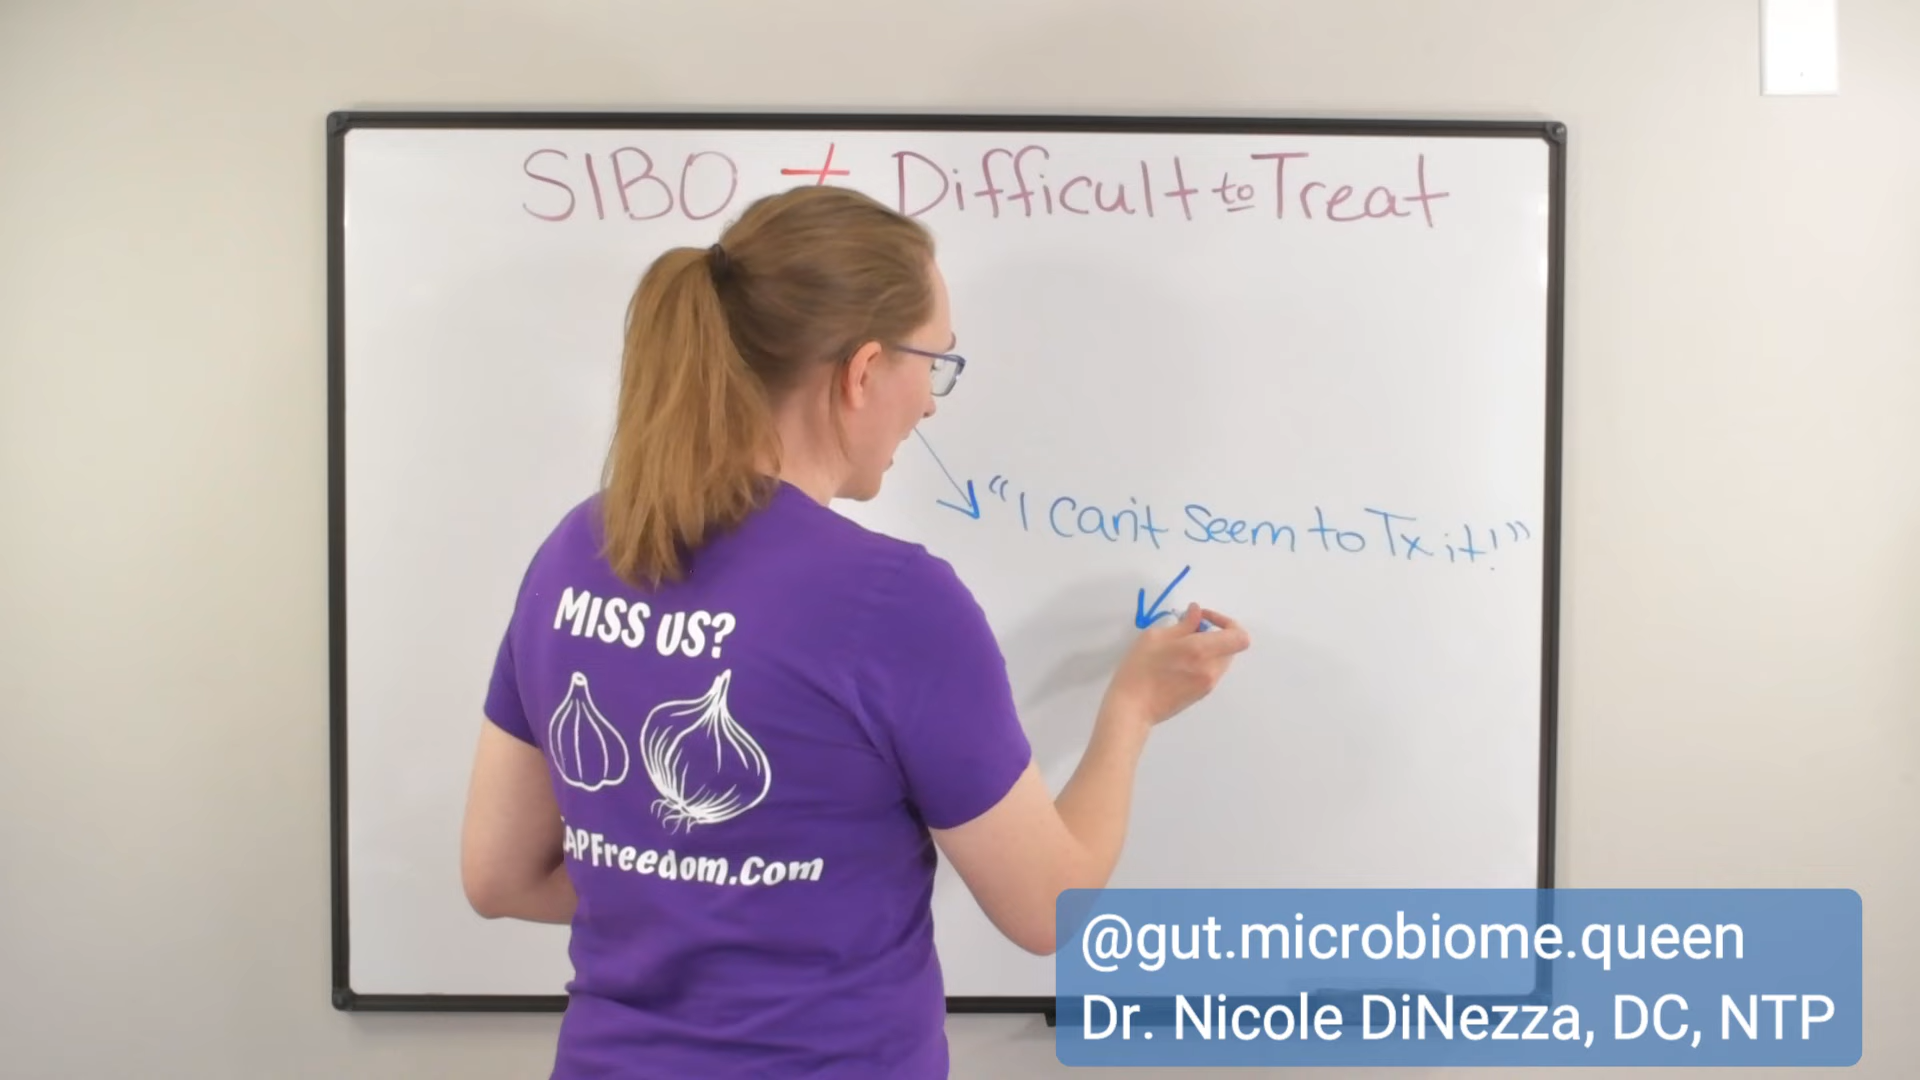 SIBO ≠ Difficult to Treat
"I can't seem to Tx it!"
MISS US?
APFreedom.Com
@gut.microbiome.queen
Dr. Nicole DiNezza, DC, NTP